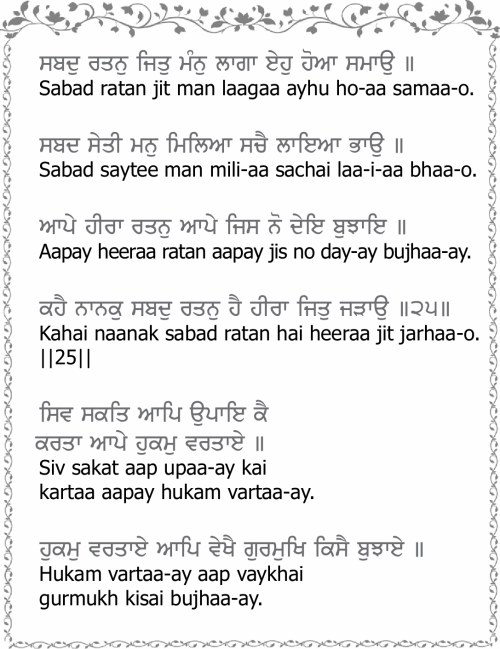 ਸਬਦੁ ਰਤਨੁ ਜਿਤੁ ਮੰਨੁ ਲਾਗਾ ਏਹੁ ਹੋਆ ਸਮਾਉ ॥
Sabad ratan jit man laagaa ayhu ho-aa samaa-o.
ਸਬਦ ਸੇਤੀ ਮਨੁ ਮਿਲਿਆ ਸਚੈ ਲਾਇਆ ਭਾਉ ॥
Sabad saytee man mili-aa sachai laa-i-aa bhaa-o.
ਆਪੇ ਹੀਰਾ ਰਤਨੁ ਆਪੇ ਜਿਸ ਨੋ ਦੇਇ ਬੁਝਾਇ ॥
Aapay heeraa ratan aapay jis no day-ay bujhaa-ay.
ਕਹੈ ਨਾਨਕੁ ਸਬਦੁ ਰਤਨੁ ਹੈ ਹੀਰਾ ਜਿਤੁ ਜੜਾਉ ॥੨੫॥
Kahai naanak sabad ratan hai heeraa jit jarhaa-o.
||25||
ਸਿਵ ਸਕਤਿ ਆਪਿ ਉਪਾਇ ਕੈ
ਕਰਤਾ ਆਪੇ ਹੁਕਮੁ ਵਰਤਾਏ ॥
Siv sakat aap upaa-ay kai
kartaa aapay hukam vartaa-ay.
ਹੁਕਮੁ ਵਰਤਾਏ ਆਪਿ ਵੇਖੈ ਗੁਰਮੁਖਿ ਕਿਸੈ ਬੁਝਾਏ ॥
Hukam vartaa-ay aap vaykhai
gurmukh kisai bujhaa-ay.